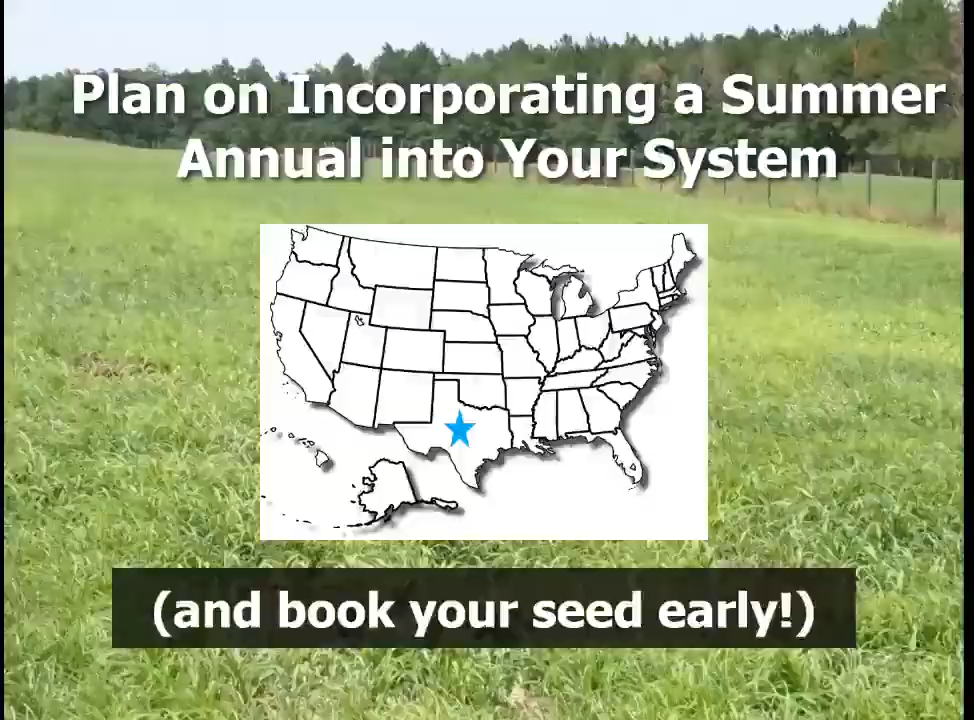 Plan on Incorporating a Summer
Annual into Your System
(and book your seed early!)